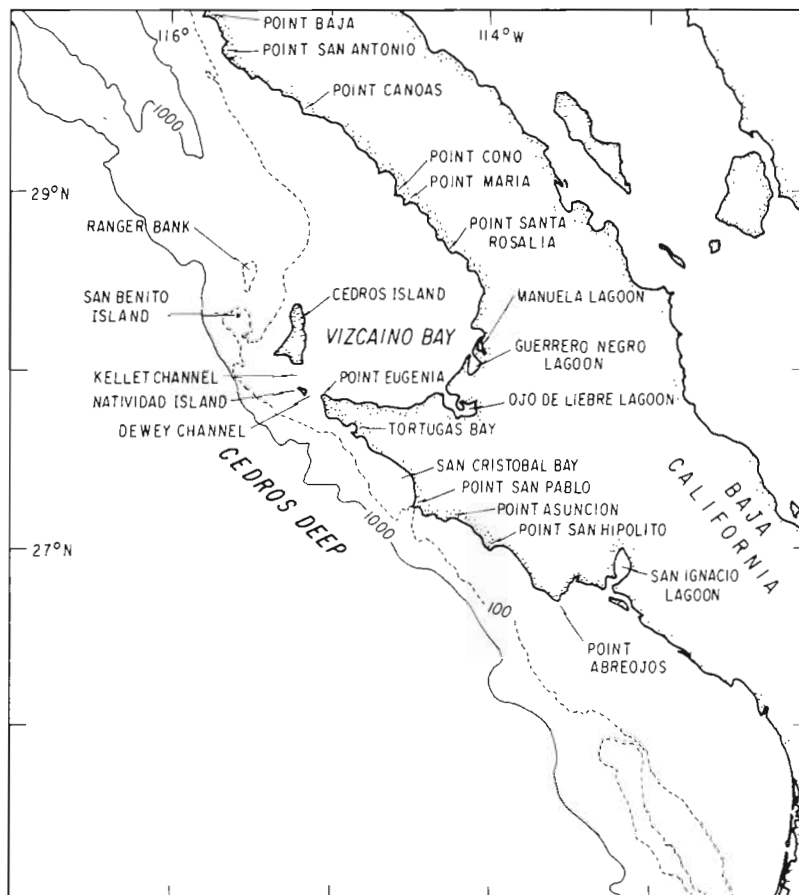 116°
114°W
POINT BAJA
POINT SAN ANTONIO
POINT CANOAS
1000
POINT CONO
POINT MARIA
29°N
POINT SANTA
ROSALIA
RANGER BANK
SAN BENITO
ISLAND
CEDROS ISLAND
MANUELA LAGOON
VIZCAINO BAY
GUERRERO NEGRO
LAGOON
KELLET CHANNEL
POINT EUGENIA
NATIVIDAD ISLAND
OJO DE LIEBRE LAGOON
DEWEY CHANNEL
TORTUGAS BAY
CEDROS DEEP
SAN CRISTOBAL BAY
POINT SAN PABLO
POINT ASUNCION
POINT SAN HIPOLITO
BAJA
CALIFORNIA
1000
27°N
SAN IGNACIO
LAGOON
100
POINT
ABREOJOS